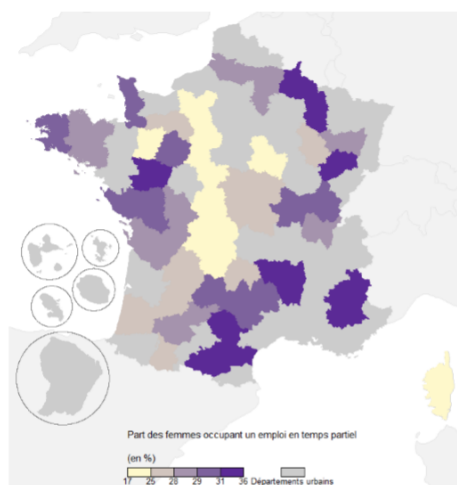 Part des femmes occupant un emploi en temps partiel
(en %)
17 25 28 29 31 36 Départements urbains